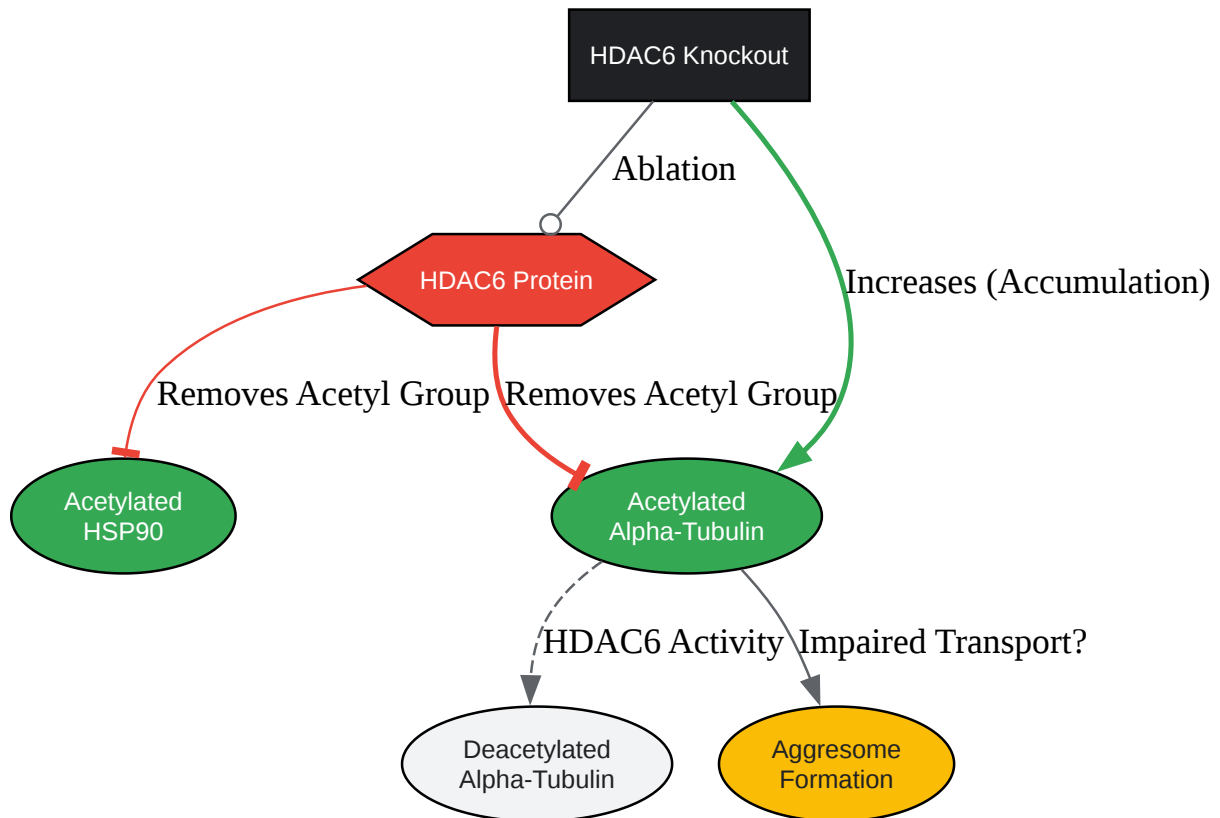 HDAC6 Knockout
Ablation
HDAC6 Protein
Increases (Accumulation)
Removes Acetyl Group
Removes Acetyl Group
Acetylated
HSP90
Acetylated
Alpha-Tubulin
HDAC6 Activity
Impaired Transport?
Deacetylated
Alpha-Tubulin
Aggresome
Formation